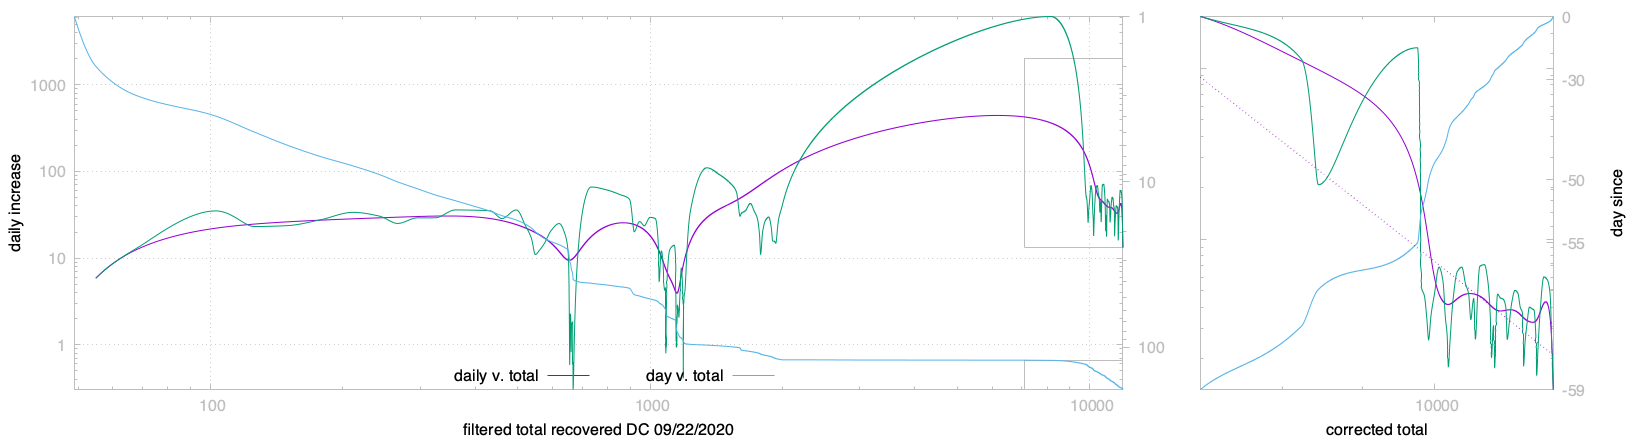 daily increase
1000
100
10
1
100
1000
10000
1
10
100
daily v. total
day v. total
filtered total recovered DC 09/22/2020
0
-30
-50
-55
-59
day since
10000
corrected total